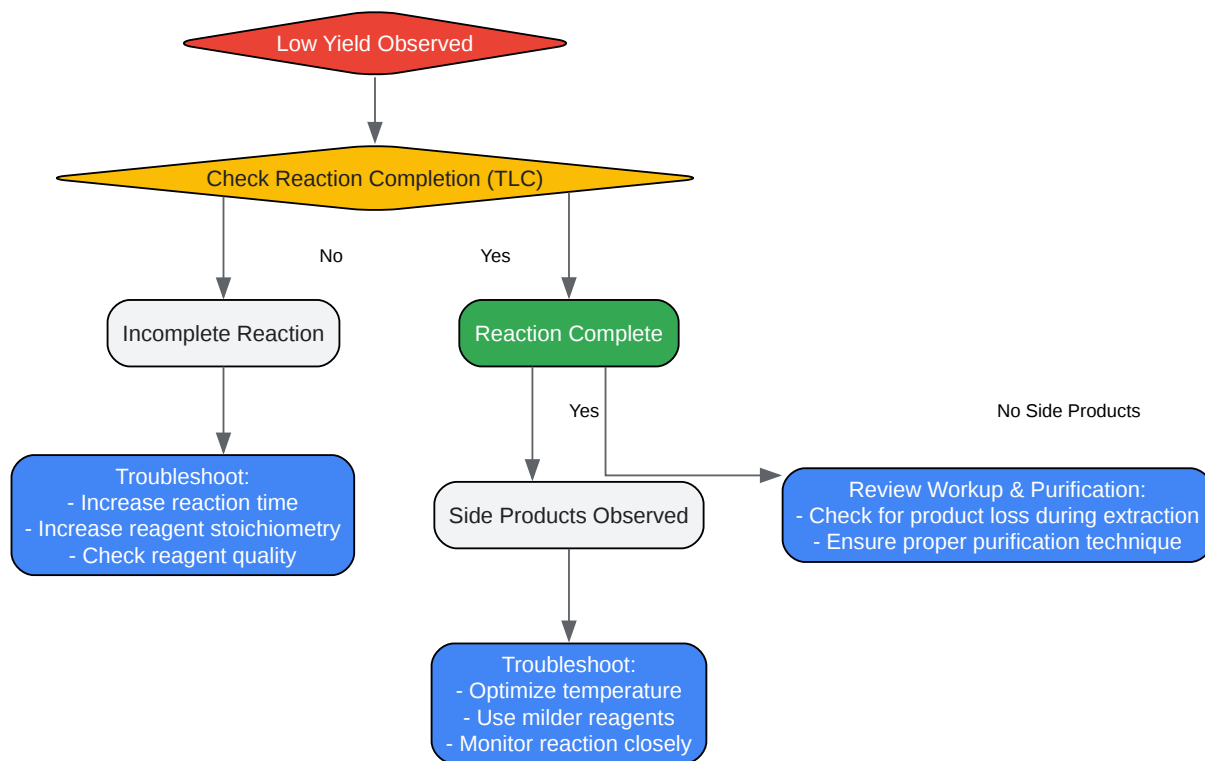 Low Yield Observed
Check Reaction Completion (TLC)
No
Yes
Incomplete Reaction
Reaction Complete
Yes
No Side Products
Troubleshoot:
- Increase reaction time
- Increase reagent stoichiometry
- Check reagent quality
Side Products Observed
Review Workup & Purification:
- Check for product loss during extraction
- Ensure proper purification technique
Troubleshoot:
- Optimize temperature
- Use milder reagents
- Monitor reaction closely